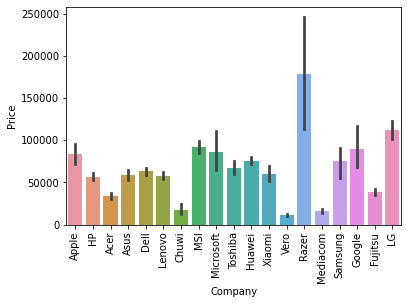 250000
200000
150000
100000
50000
0
Price
Apple
HP
Acer
Asus
Dell
Lenovo
Chuwi
MSI
Microsoft
Toshiba
Huawei
Xiaomi
Vero
Razer
Mediacom
Samsung
Google
Fujitsu
LG
Company